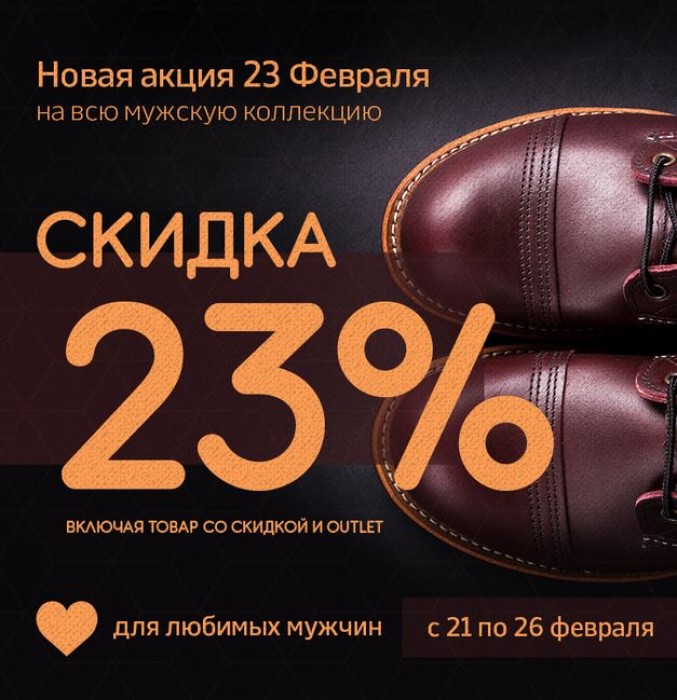 Новая акция 23 Февраля
на всю мужскую коллекцию
СКИДКА
23%
ВКЛЮЧАЯ ТОВАР СО СКИДКОЙ И OUTLET
для любимых мужчин
с 21 по 26 февраля